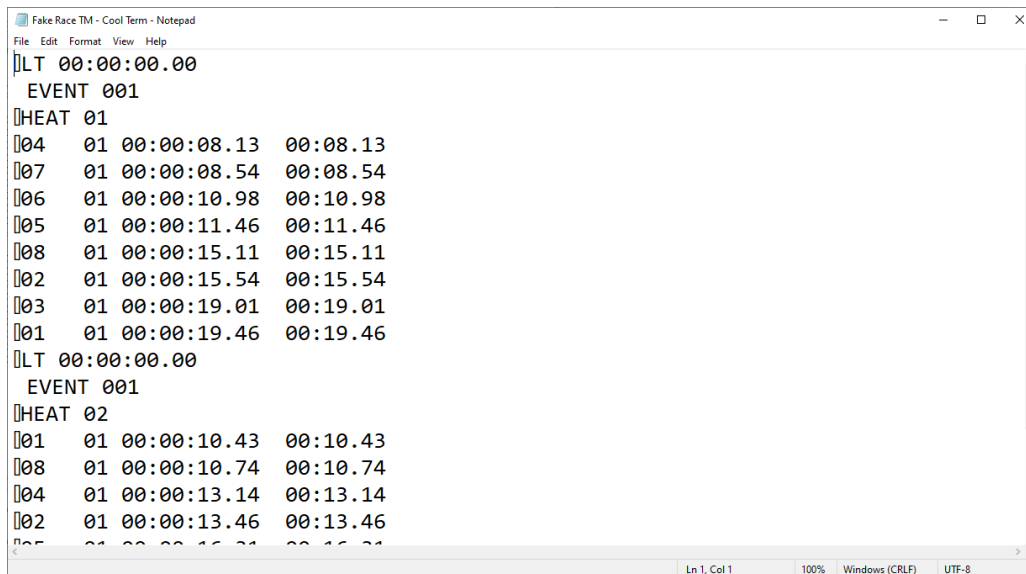 Fake Race TM - Cool Term - Notepad
File Edit Format View Help
LT 00:00:00.00
EVENT 001
HEAT 01
04 01 00:00:08.13 00:08.13
07 01 00:00:08.54 00:08.54
06 01 00:00:10.98 00:10.98
05 01 00:00:11.46 00:11.46
08 01 00:00:15.11 00:15.11
02 01 00:00:15.54 00:15.54
03 01 00:00:19.01 00:19.01
01 01 00:00:19.46 00:19.46
LT 00:00:00.00
EVENT 001
HEAT 02
01 01 00:00:10.43 00:10.43
08 01 00:00:10.74 00:10.74
04 01 00:00:13.14 00:13.14
02 01 00:00:13.46 00:13.46
Ln 1, Col 1 100% Windows (CRLF) UTF-8